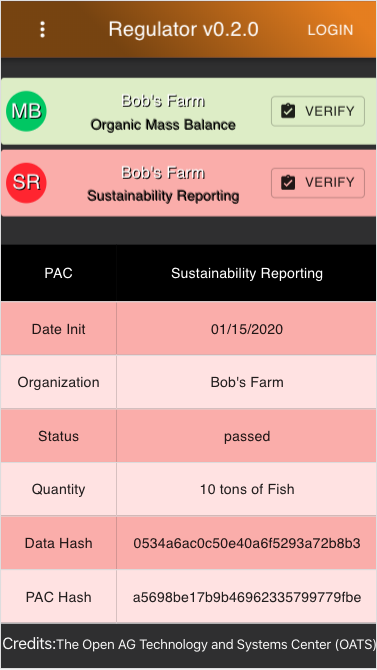 Regulator v0.2.0 LOGIN
MB Bob's Farm
Organic Mass Balance
VERIFY
SR Bob's Farm
Sustainability Reporting
VERIFY
PAC Sustainability Reporting
Date Init 01/15/2020
Organization Bob's Farm
Status passed
Quantity 10 tons of Fish
Data Hash 0534a6ac0c50e40a6f5293a72b8b3
PAC Hash a5698be17b9b46962335799779fbe
Credits:The Open AG Technology and Systems Center (OATS)